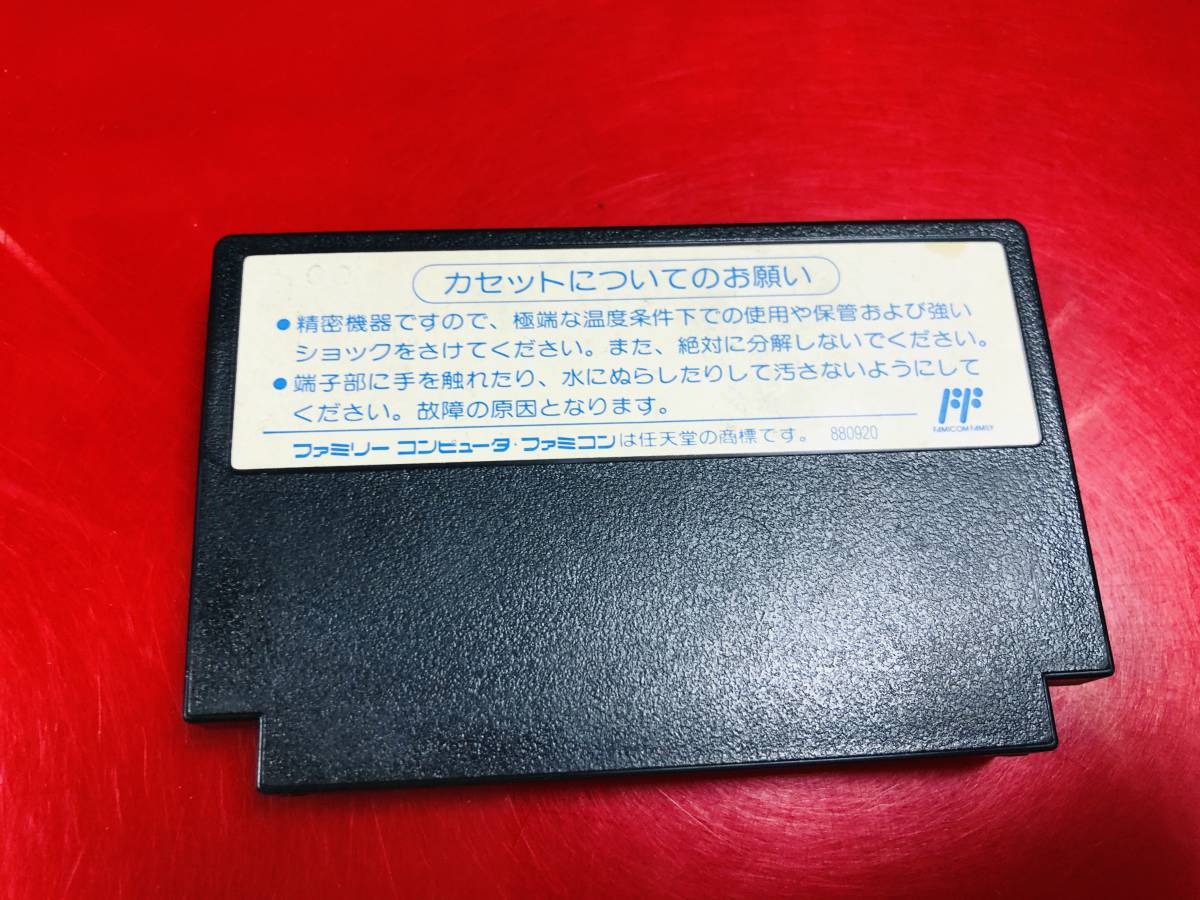 カセットについてのお願い
●精密機器ですので、極端な温度条件下での使用や保管および強い
ショックをさけてください。また、絶対に分解しないでください。
●端子部に手を触れたり、水にぬらしたりして汚さないようにして
ください。故障の原因となります。
FAMICOM FAMILY
ファミリー コンピュータ・ファミコンは任天堂の商標です。 880920